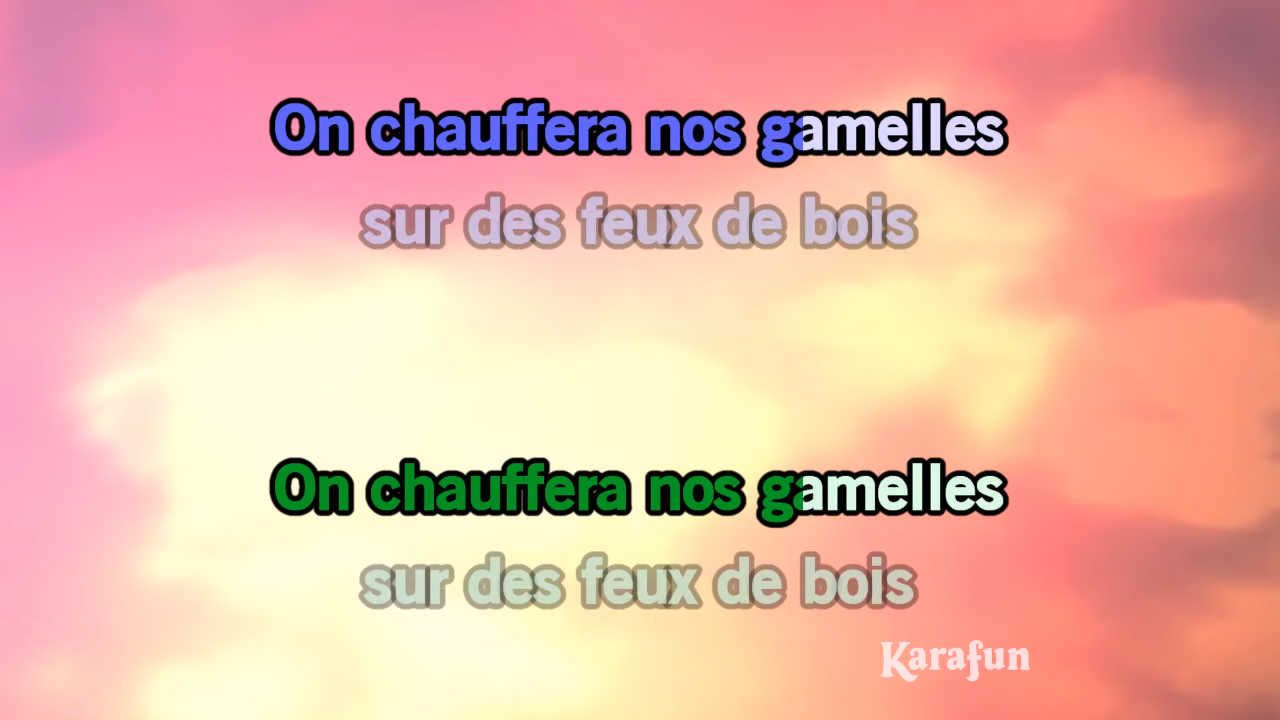 On chauffera nos gamelles
sur des feux de bois
On chauffera nos gamelles
sur des feux de bois
Karafun